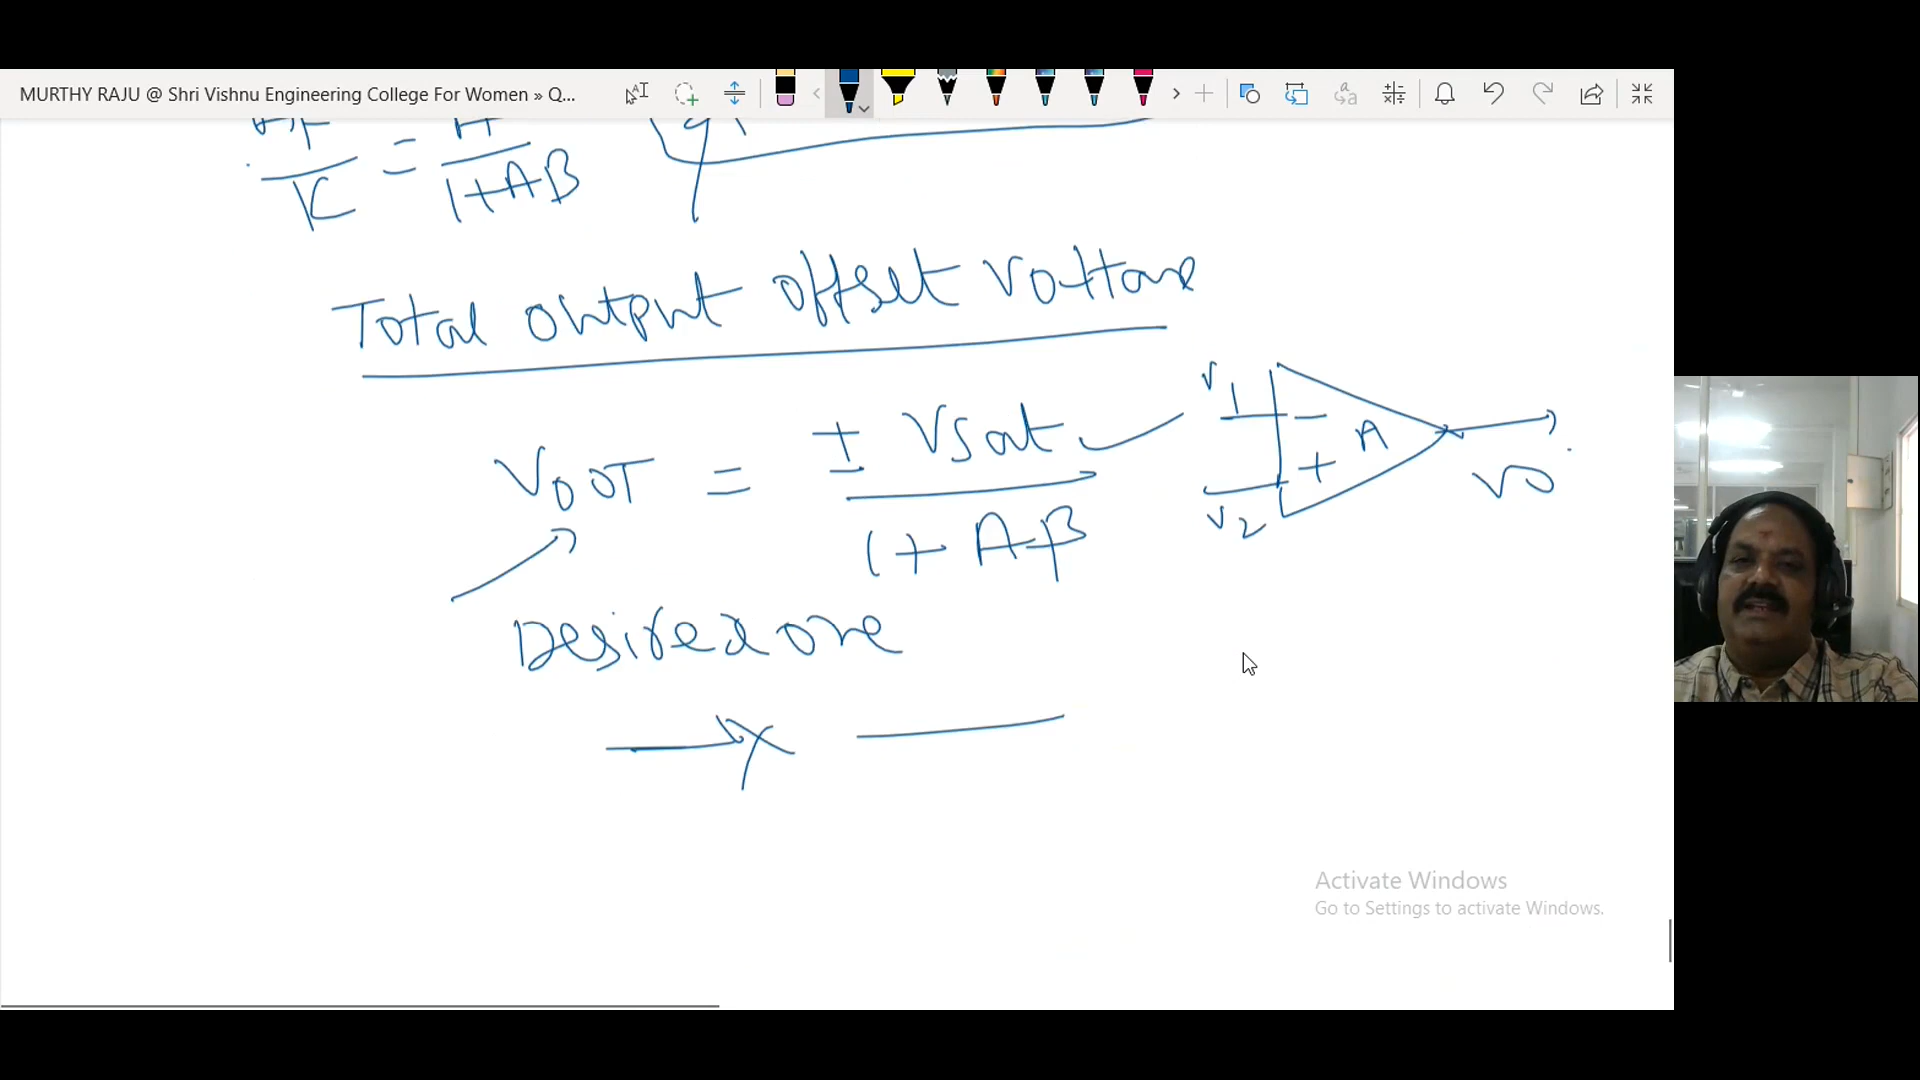 MURTHY RAJU @ Shri Vishnu Engineering College For Women » Q...
K = 1+AB
Total output offset voltage
V1
VOOT = ± Vsat / 1 + Aβ
- A
+
V2
Vo
Desired one
x
Activate Windows
Go to Settings to activate Windows.